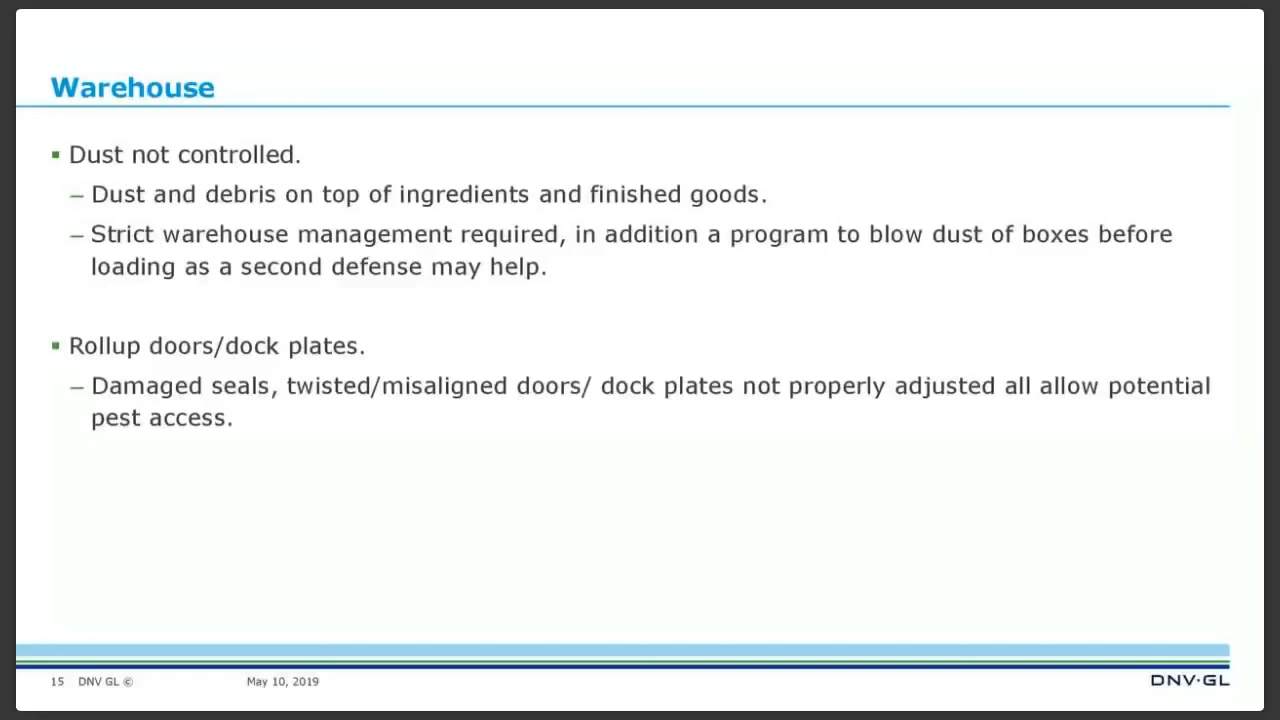 Warehouse
▪ Dust not controlled.
– Dust and debris on top of ingredients and finished goods.
– Strict warehouse management required, in addition a program to blow dust of boxes before
loading as a second defense may help.
▪ Rollup doors/dock plates.
– Damaged seals, twisted/misaligned doors/ dock plates not properly adjusted all allow potential
pest access.
15 DNV GL © May 10, 2019 DNV·GL